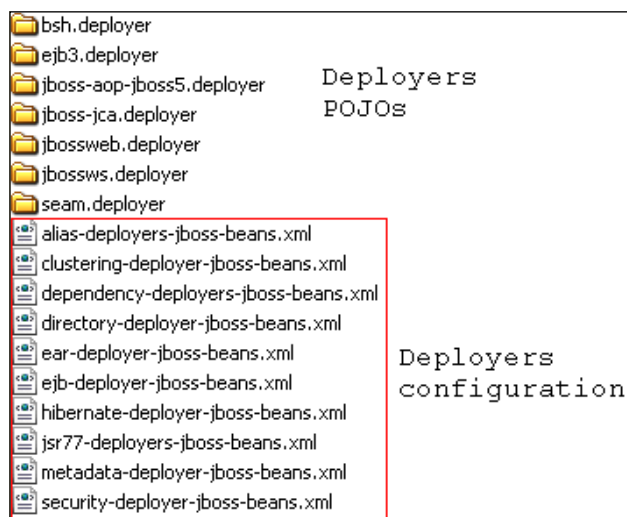 bsh.deployer
ejb3.deployer
jboss-aop-jboss5.deployer
jboss-jca.deployer
jbossweb.deployer
jbossws.deployer
seam.deployer
Deployers
POJOs
alias-deployers-jboss-beans.xml
clustering-deployer-jboss-beans.xml
dependency-deployers-jboss-beans.xml
directory-deployer-jboss-beans.xml
ear-deployer-jboss-beans.xml
ejb-deployer-jboss-beans.xml
hibernate-deployer-jboss-beans.xml
jsr77-deployers-jboss-beans.xml
metadata-deployer-jboss-beans.xml
security-deployer-jboss-beans.xml
Deployers
configuration